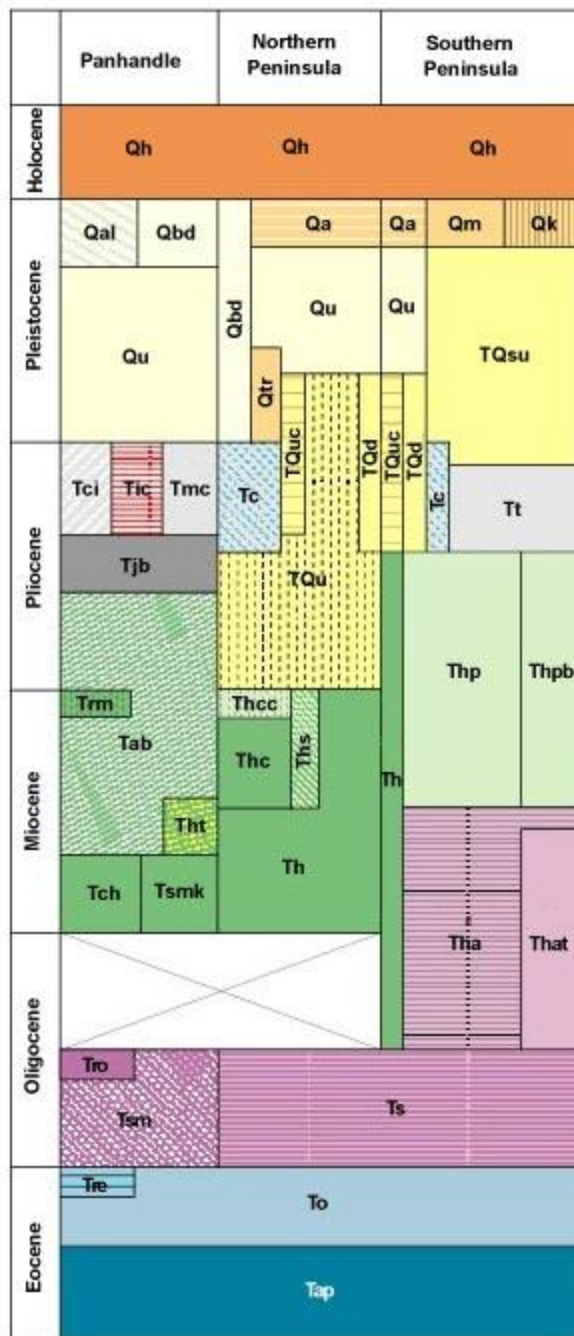 Panhandle
Northern
Peninsula
Southern
Peninsula
Holocene
Qh
Qh
Qh
Pleistocene
Qal
Qbd
Qbd
Qa
Qa
Qm
Qk
Qu
Qu
Qu
TQsu
Qtr
TQuc
TQd
TQuc
TQd
Pliocene
Tci
Tic
Tmc
Tc
Tc
Tt
Tjb
TQu
Thp
Thpb
Miocene
Trm
Tab
Thcc
Thc
Ths
Th
Tht
Th
Tch
Tsmk
Oligocene
Tha
That
Tro
Tsm
Ts
Eocene
Tre
To
Tap